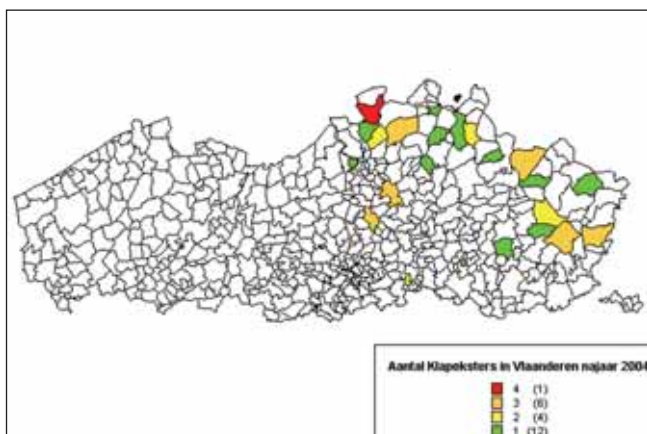 Aantal Klapeksters in Vlaanderen najaar 2004
4 (1)
3 (6)
2 (4)
1 (12)